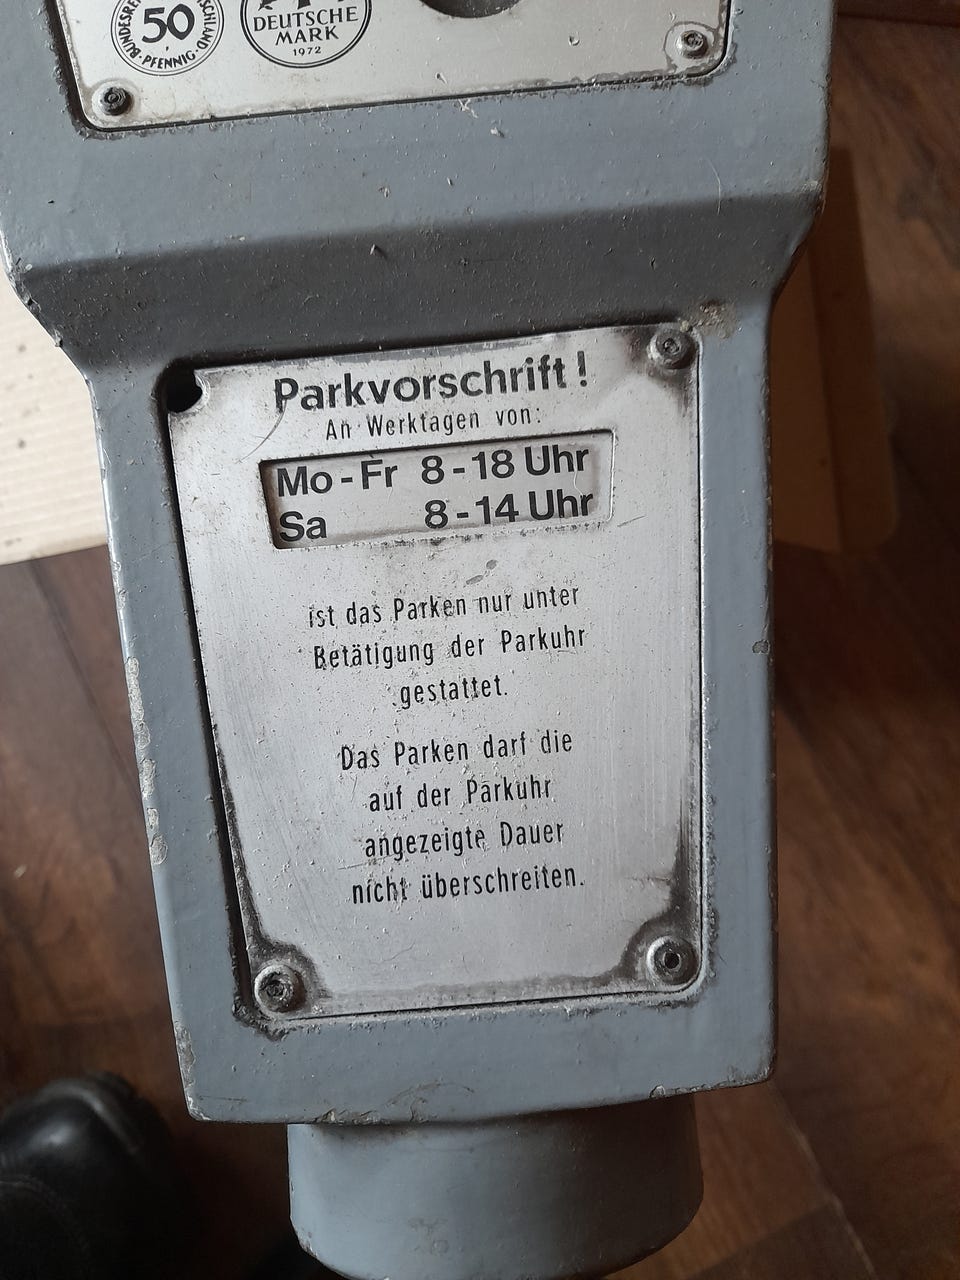 BUNDESRE
SCHLAND
50
PFENNIG
DEUTSCHE
MARK
1972
Parkvorschrift!
An Werktagen von:
Mo-Fr 8-18 Uhr
Sa 8-14 Uhr
ist das Parken nur unter
Betätigung der Parkuhr
gestattet.
Das Parken darf die
auf der Parkuhr
angezeigte Dauer
nicht überschreiten.